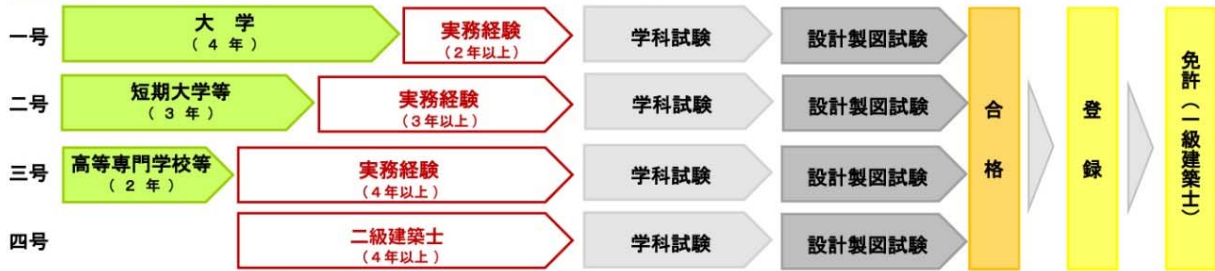 一号
大 学
( 4 年 )
実務経験
(2年以上)
学科試験
設計製図試験
二号
短期大学等
( 3 年 )
実務経験
(3年以上)
学科試験
設計製図試験
三号
高等専門学校等
( 2 年 )
実務経験
(4年以上)
学科試験
設計製図試験
四号
二級建築士
(4年以上)
学科試験
設計製図試験
合格
登録
免許(一級建築士)